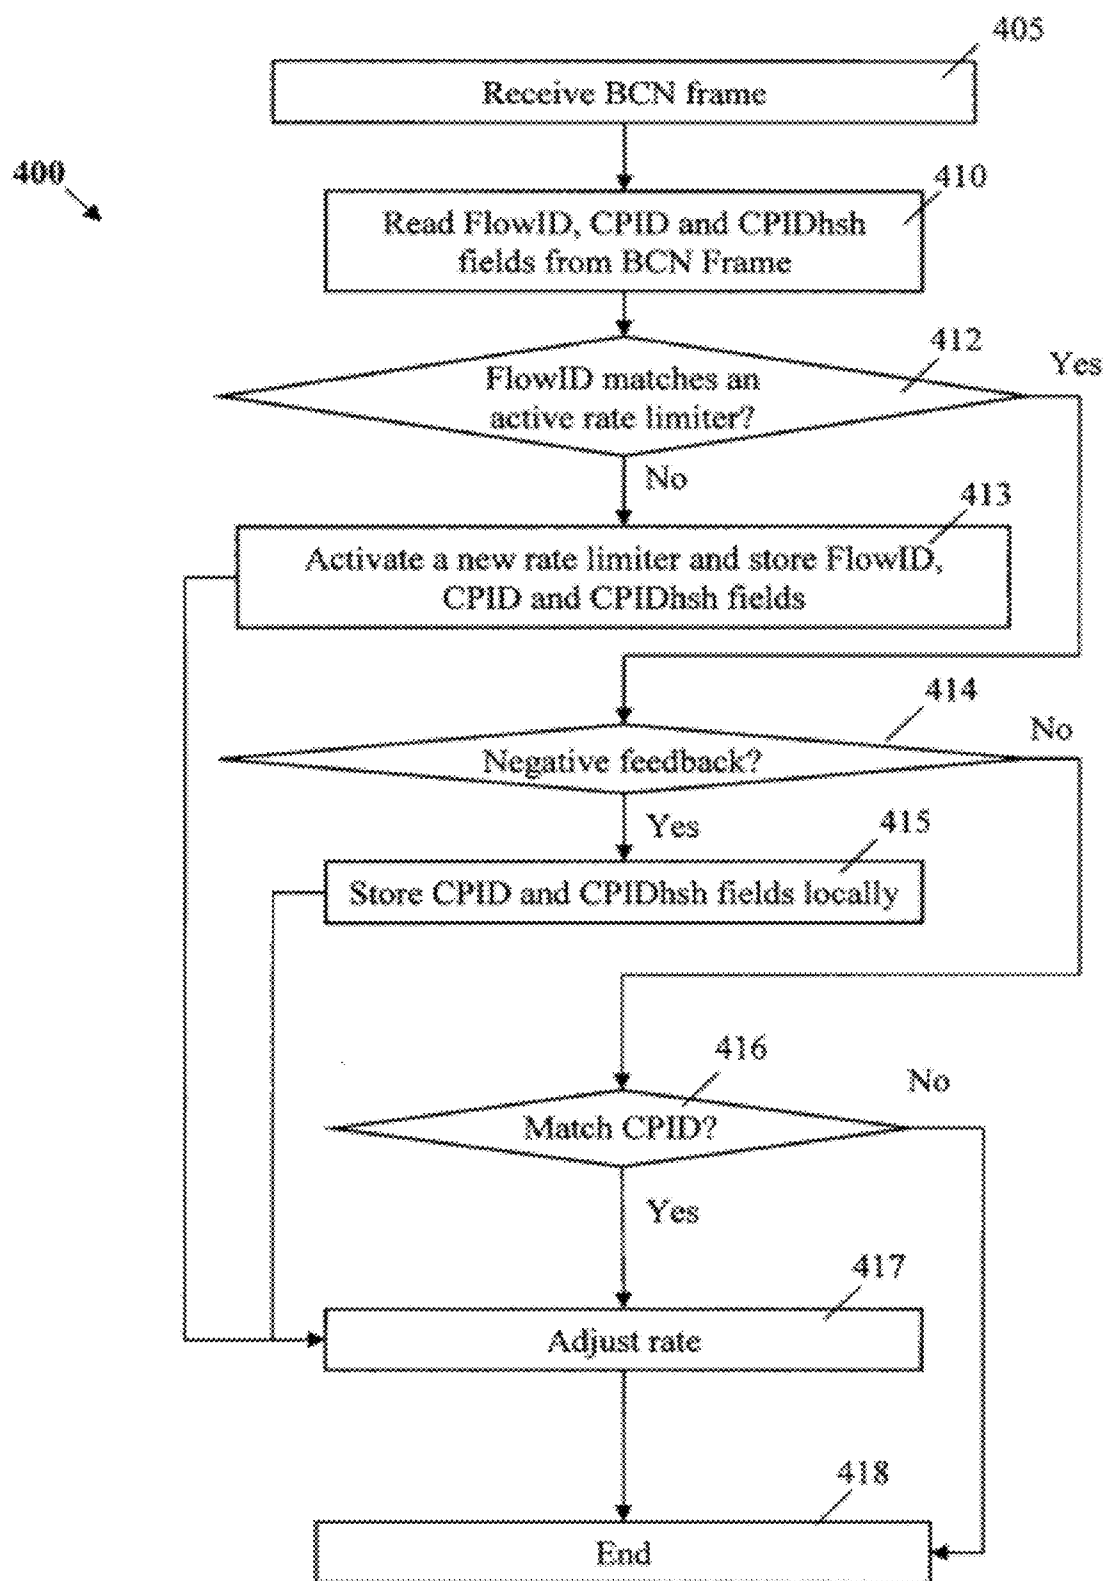 405
Receive BCN frame
400
410
Read FlowID, CPID and CPIDhsh
fields from BCN Frame
412
Yes
FlowID matches an
active rate limiter?
No
413
Activate a new rate limiter and store FlowID,
CPID and CPIDhsh fields
414
No
Negative feedback?
Yes
415
Store CPID and CPIDhsh fields locally
416
No
Match CPID?
Yes
417
Adjust rate
418
End